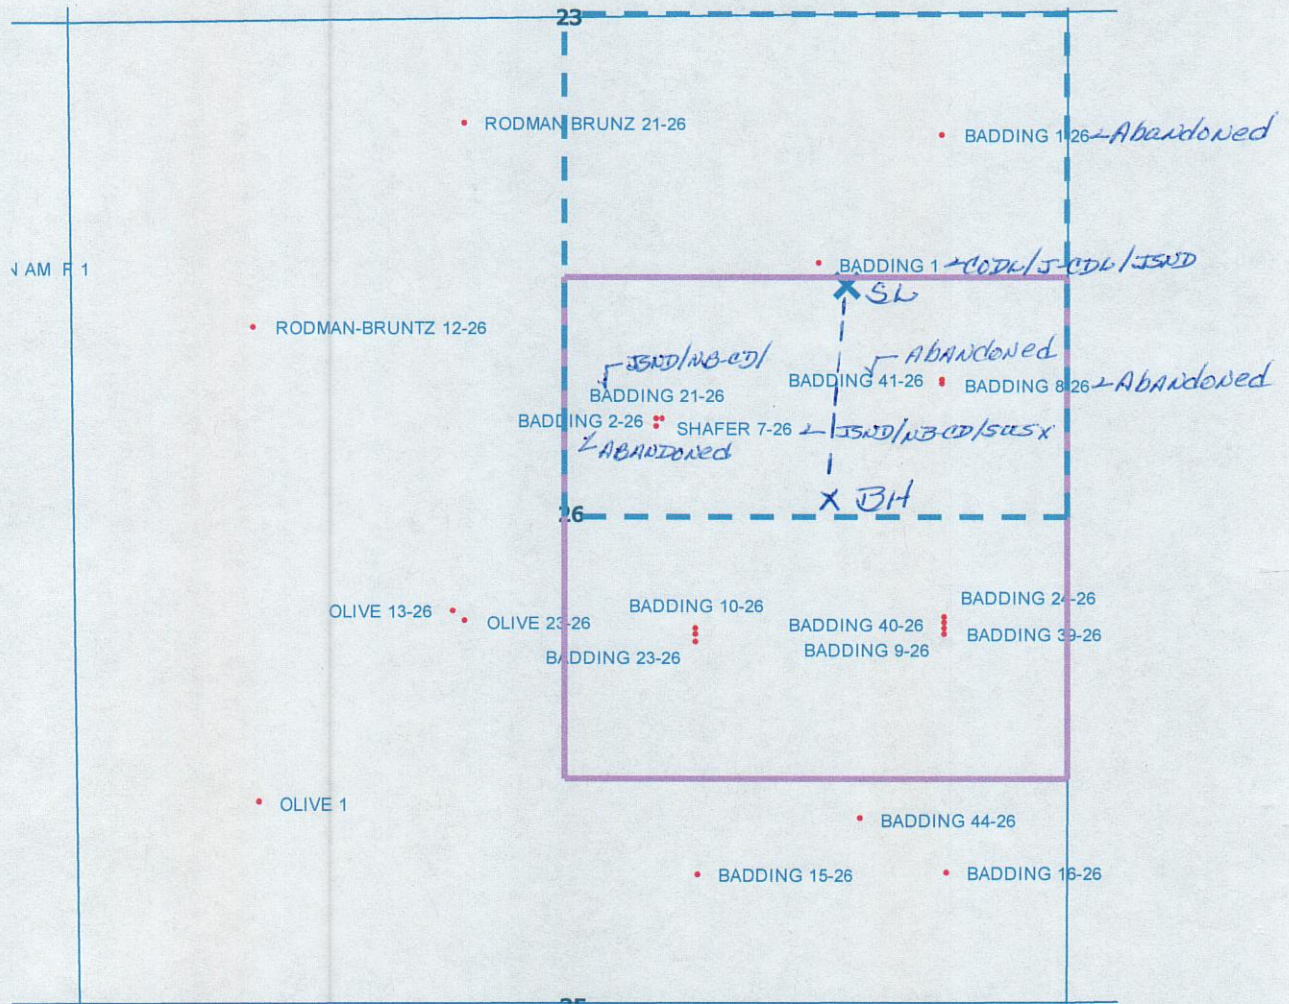 23
RODMAN BRUNZ 21-26
BADDING 1-26 Abandoned
N AM P 1
BADDING 1 CODL/J-CDL/JSND
SL
RODMAN-BRUNTZ 12-26
JSND/NB-CD/
Abandoned
BADDING 41-26
BADDING 8-26 Abandoned
BADDING 21-26
BADDING 2-26
SHAFER 7-26 JSND/NB-CD/SUSX
ABANDONED
X BH
26
OLIVE 13-26
BADDING 10-26
BADDING 24-26
OLIVE 23-26
BADDING 40-26
BADDING 39-26
BADDING 23-26
BADDING 9-26
OLIVE 1
BADDING 44-26
BADDING 15-26
BADDING 16-26